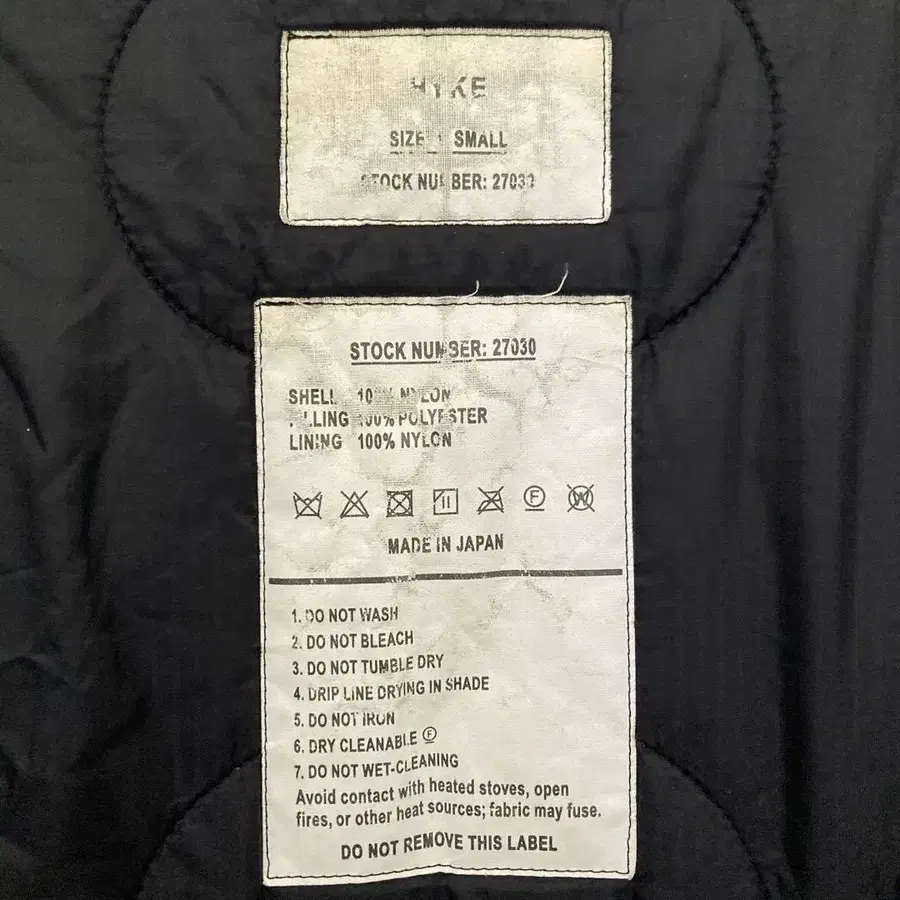 HYKE
SIZE 1 SMALL
STOCK NUMBER: 27030
STOCK NUMBER: 27030
SHELL 100% NYLON
FILLING 100% POLYESTER
LINING 100% NYLON
F W
MADE IN JAPAN
1. DO NOT WASH
2. DO NOT BLEACH
3. DO NOT TUMBLE DRY
4. DRIP LINE DRYING IN SHADE
5. DO NOT IRON
6. DRY CLEANABLE Ⓕ
7. DO NOT WET-CLEANING
Avoid contact with heated stoves, open
fires, or other heat sources; fabric may fuse.
DO NOT REMOVE THIS LABEL